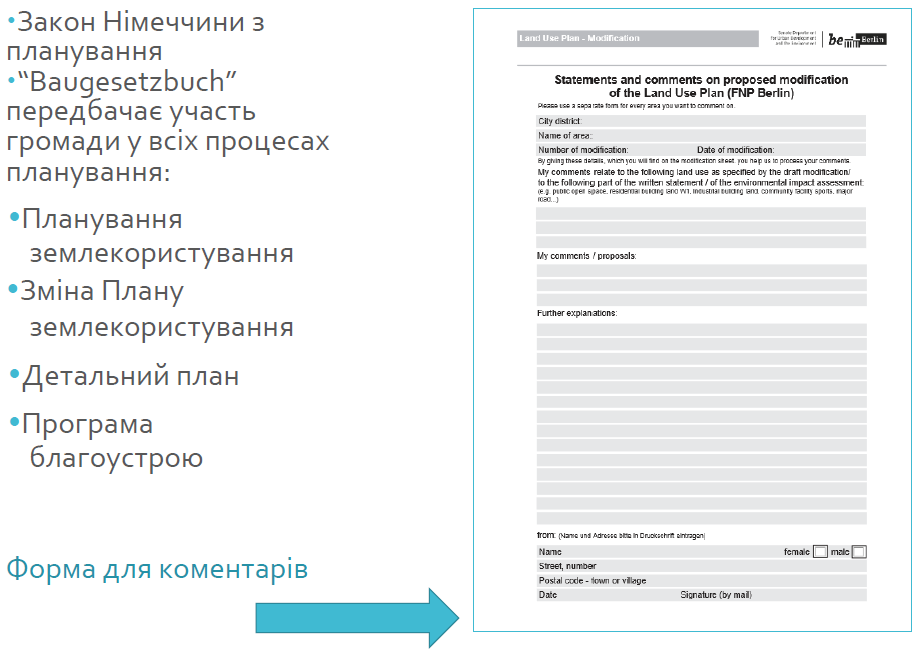 •Закон Німеччини з
планування
•“Baugesetzbuch”
передбачає участь
громади у всіх процесах
планування:
•Планування
землекористування
•Зміна Плану
землекористування
•Детальний план
•Програма
благоустрою
Форма для коментарів
Land Use Plan - Modification
Senate Department
for Urban Development
and the Environment
be Berlin
Statements and comments on proposed modification
of the Land Use Plan (FNP Berlin)
Please use a separate form for every area you want to comment on.
City district:
Name of area:
Number of modification: Date of modification:
By giving these details, which you will find on the modification sheet, you help us to process your comments.
My comments relate to the following land use as specified by the draft modification/
to the following part of the written statement / of the environmental impact assessment:
(e.g. public open space, residential building land W1, industrial building land, community facility sports, major
road...)
My comments / proposals:
Further explanations:
from: (Name und Adresse bitte in Druckschrift eintragen)
Name female male
Street, number
Postal code - town or village
Date Signature (by mail)